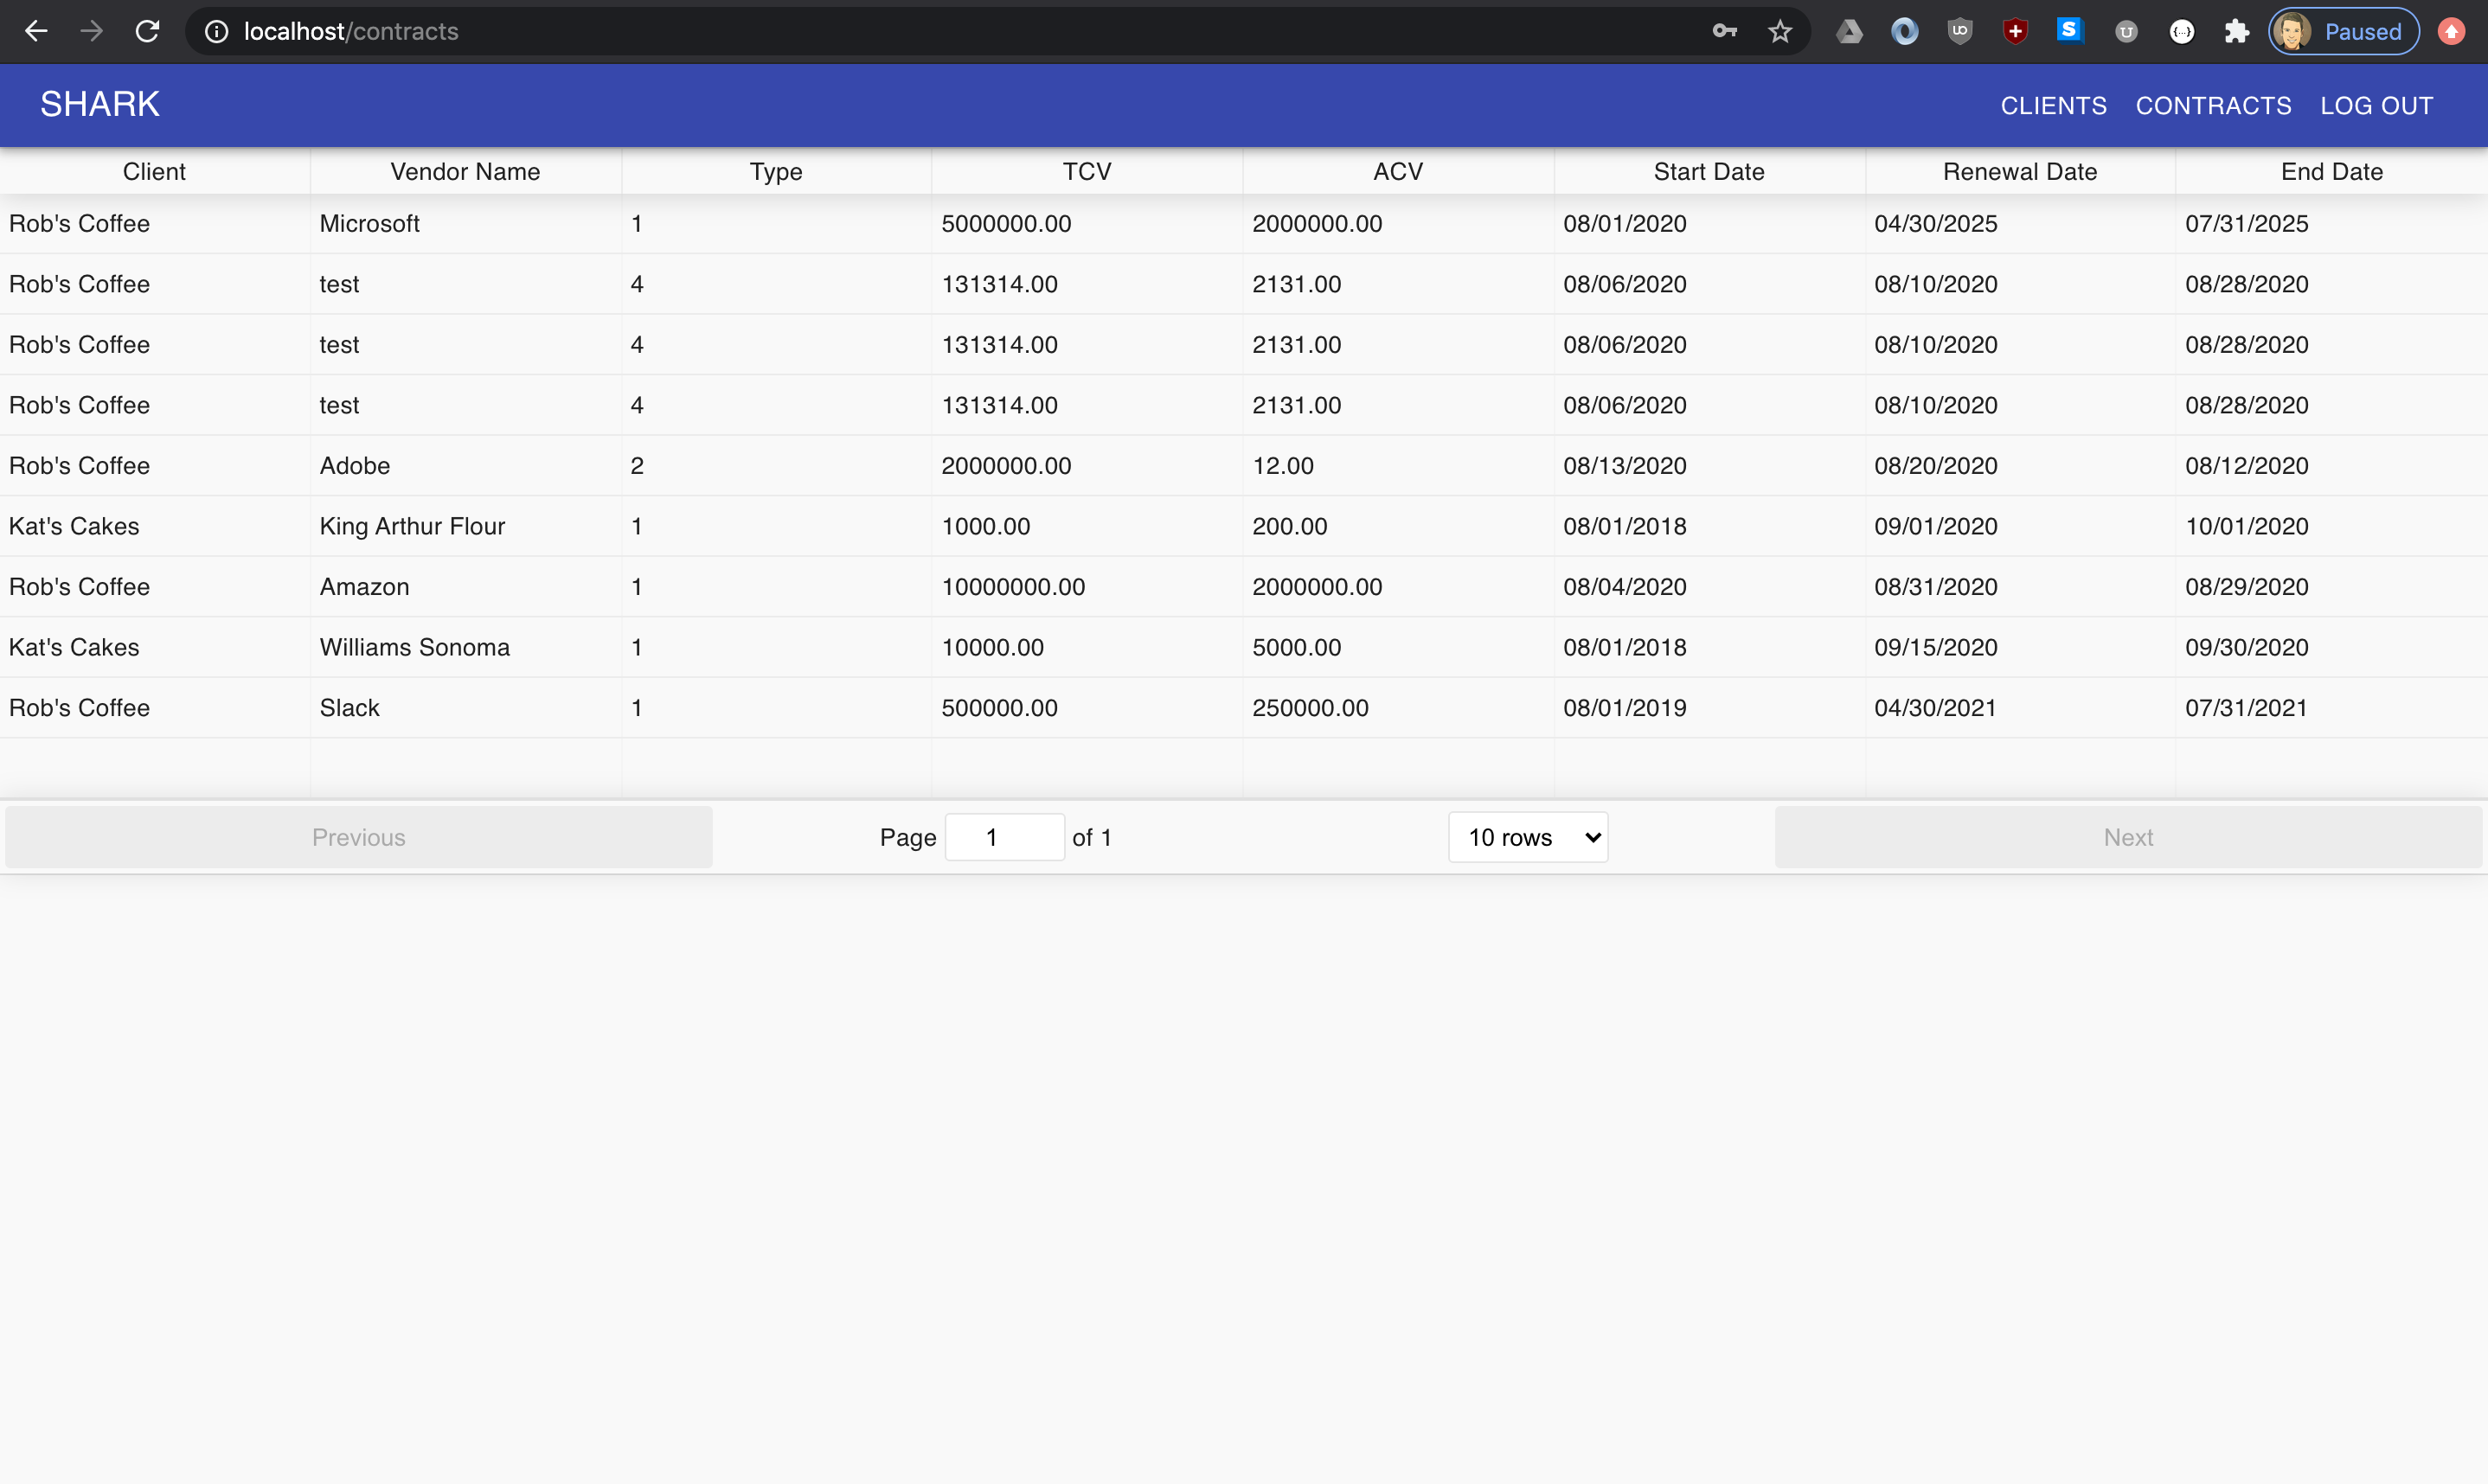 localhost/contracts
Paused
SHARK
CLIENTS CONTRACTS LOG OUT
Client Vendor Name Type TCV ACV Start Date Renewal Date End Date
Rob's Coffee Microsoft 1 5000000.00 2000000.00 08/01/2020 04/30/2025 07/31/2025
Rob's Coffee test 4 131314.00 2131.00 08/06/2020 08/10/2020 08/28/2020
Rob's Coffee test 4 131314.00 2131.00 08/06/2020 08/10/2020 08/28/2020
Rob's Coffee test 4 131314.00 2131.00 08/06/2020 08/10/2020 08/28/2020
Rob's Coffee Adobe 2 2000000.00 12.00 08/13/2020 08/20/2020 08/12/2020
Kat's Cakes King Arthur Flour 1 1000.00 200.00 08/01/2018 09/01/2020 10/01/2020
Rob's Coffee Amazon 1 10000000.00 2000000.00 08/04/2020 08/31/2020 08/29/2020
Kat's Cakes Williams Sonoma 1 10000.00 5000.00 08/01/2018 09/15/2020 09/30/2020
Rob's Coffee Slack 1 500000.00 250000.00 08/01/2019 04/30/2021 07/31/2021
Previous Page 1 of 1 10 rows Next